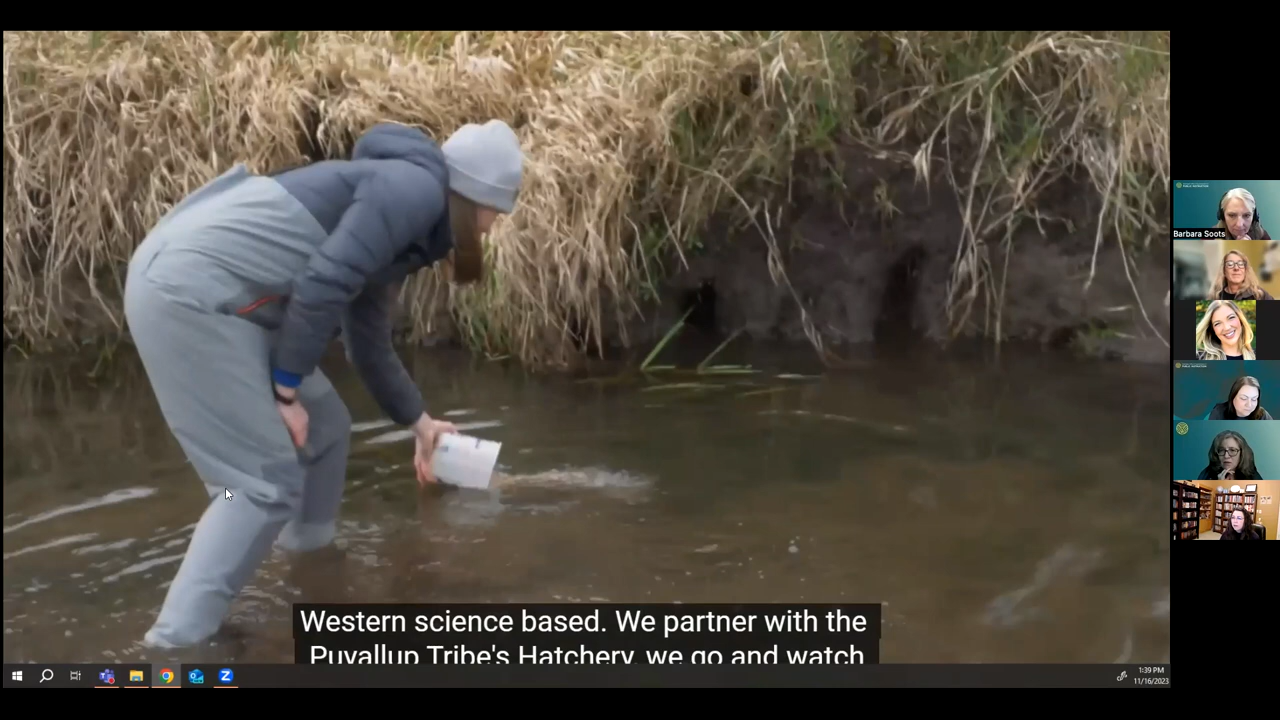 Barbara Soots
Western science based. We partner with the
Puyallup Tribe's Hatchery, we go and watch
1:39 PM
11/16/2023